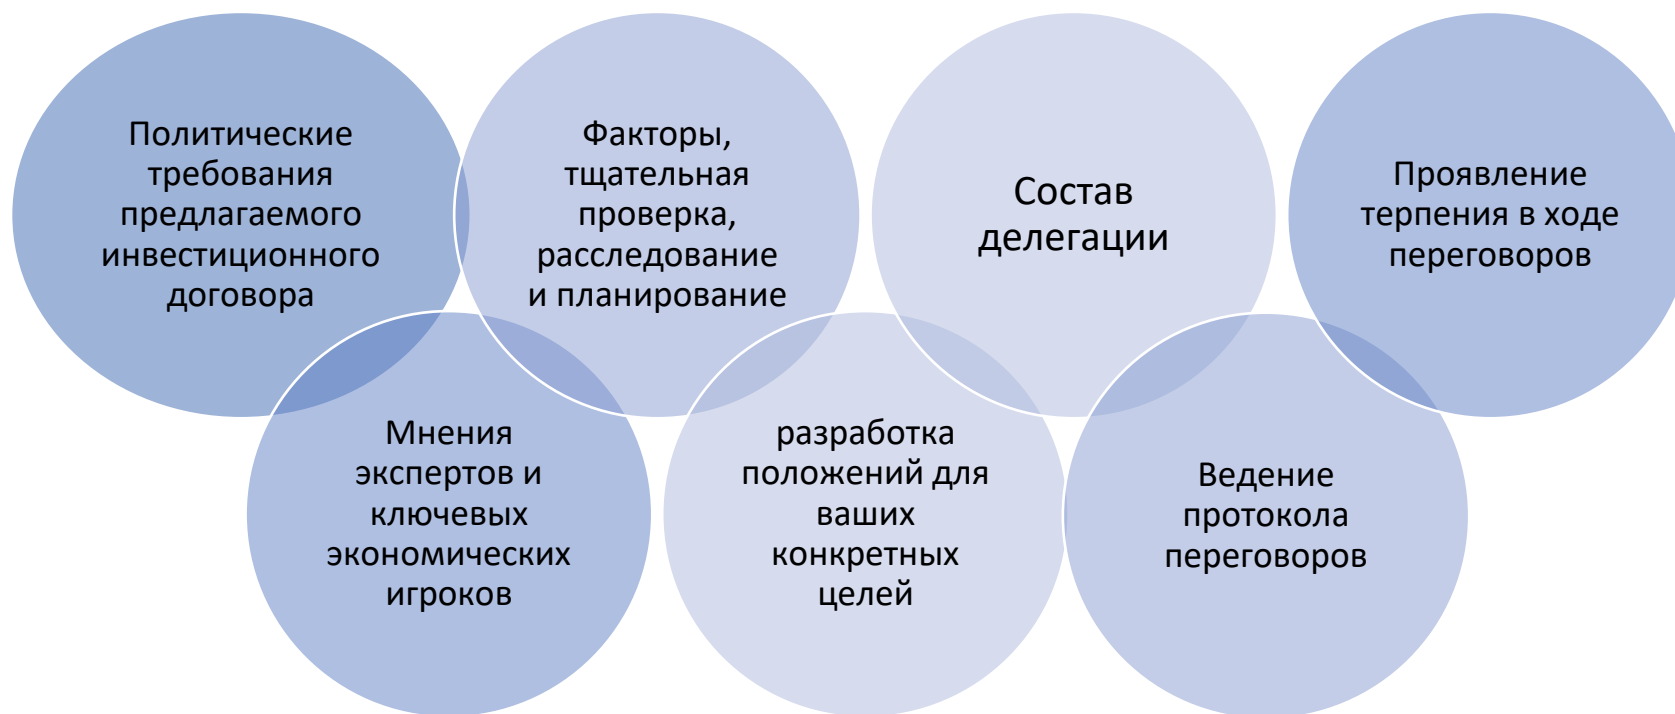 Политические
требования
предлагаемого
инвестиционного
договора
Мнения
экспертов и
ключевых
экономических
игроков
Факторы,
тщательная
проверка,
расследование
и планирование
разработка
положений для
ваших
конкретных
целей
Состав
делегации
Ведение
протокола
переговоров
Проявление
терпения в ходе
переговоров